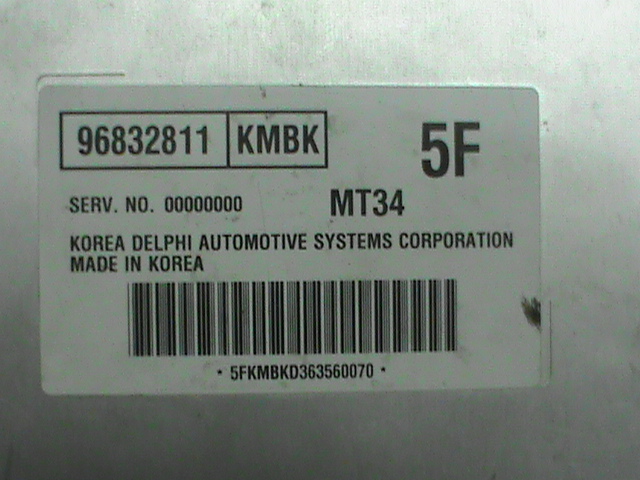 96832811 KMBK 5F
SERV. NO. 00000000 MT34
KOREA DELPHI AUTOMOTIVE SYSTEMS CORPORATION
MADE IN KOREA
• 5FKMBKD363560070 •